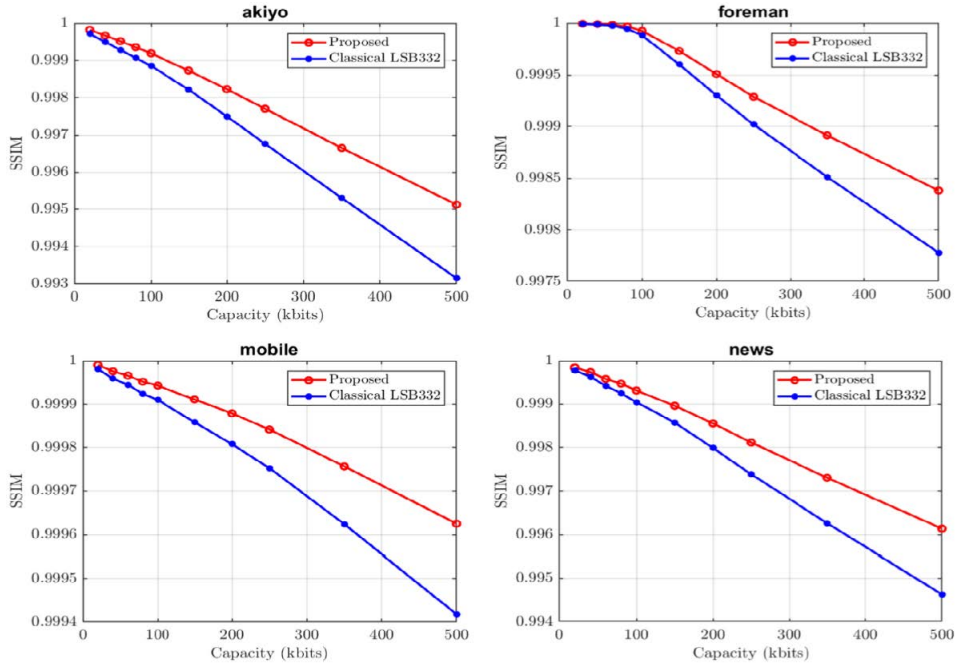 akiyo
1
0.999
0.998
0.997
0.996
0.995
0.994
0.993
SSIM
Proposed
Classical LSB332
0 100 200 300 400 500
Capacity (kbits)
foreman
1
0.9995
0.999
0.9985
0.998
0.9975
SSIM
Proposed
Classical LSB332
0 100 200 300 400 500
Capacity (kbits)
mobile
1
0.9999
0.9998
0.9997
0.9996
0.9995
0.9994
SSIM
Proposed
Classical LSB332
0 100 200 300 400 500
Capacity (kbits)
news
1
0.999
0.998
0.997
0.996
0.995
0.994
SSIM
Proposed
Classical LSB332
0 100 200 300 400 500
Capacity (kbits)